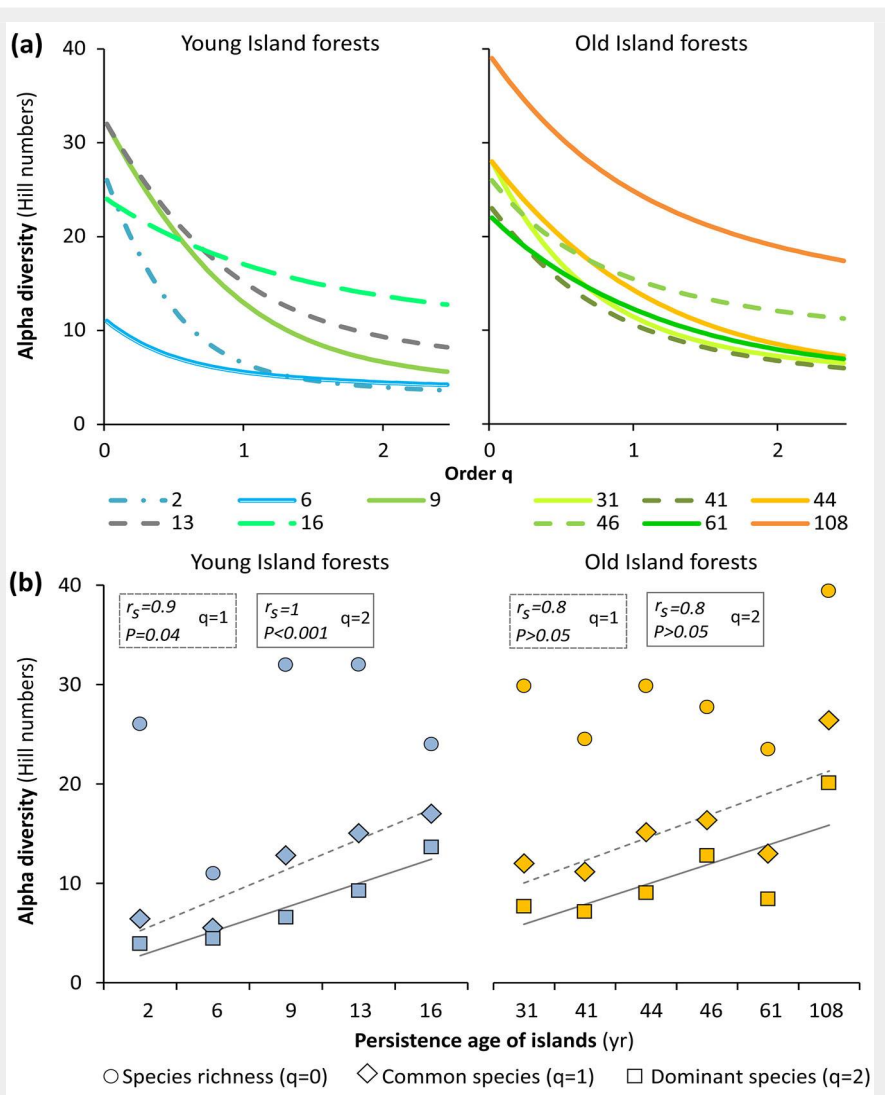 (a)
Young Island forests
Old Island forests
Alpha diversity (Hill numbers)
40
30
20
10
0
0 1 2
0 1 2
Order q
2 6 9
13 16
31 41 44
46 61 108
(b)
Young Island forests
Old Island forests
Alpha diversity (Hill numbers)
40
30
20
10
0
rS=0.9
P=0.04
q=1
rS=1
P<0.001
q=2
rS=0.8
P>0.05
q=1
rS=0.8
P>0.05
q=2
2 6 9 13 16
31 41 44 46 61 108
Persistence age of islands (yr)
Species richness (q=0) Common species (q=1) Dominant species (q=2)